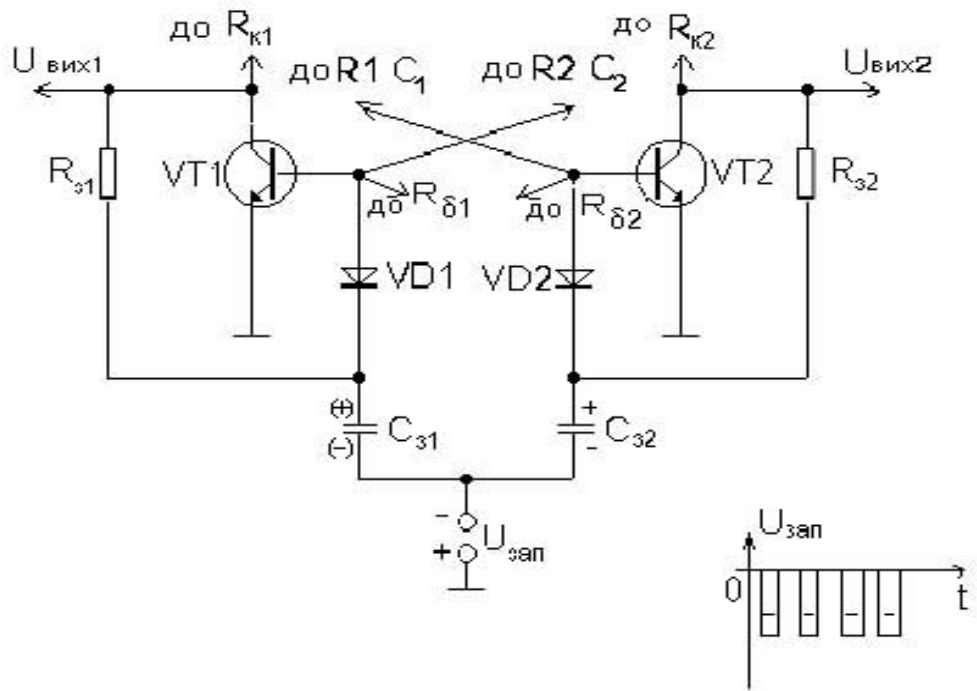 до Rк1
до Rк2
U вих1
до R1 C1
до R2 C2
Uвих2
Rз1
VT1
до Rб1
до Rб2
VT2
Rз2
VD1
VD2
(+)
(-)
Cз1
+
-
Cз2
-
+
Uзап
Uзап
0
t
- - - -